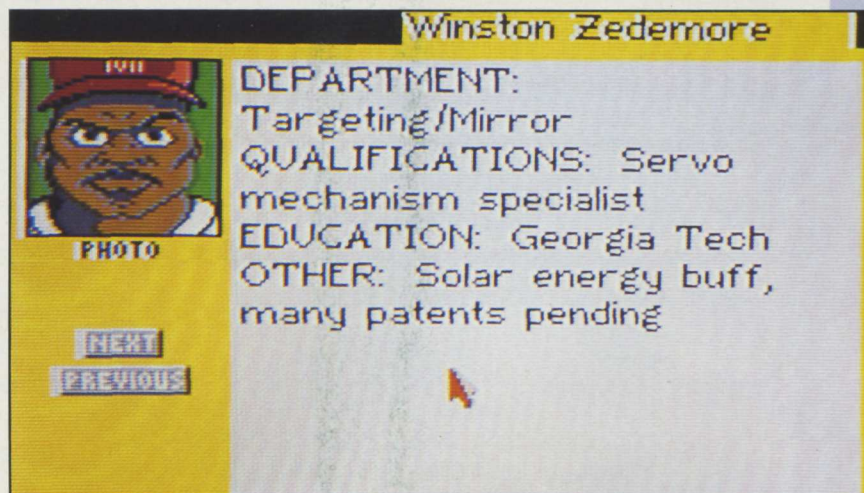 Winston Zedemore
DEPARTMENT:
Targeting/Mirror
QUALIFICATIONS: Servo
mechanism specialist
EDUCATION: Georgia Tech
OTHER: Solar energy buff,
many patents pending
PHOTO
NEXT
PREVIOUS